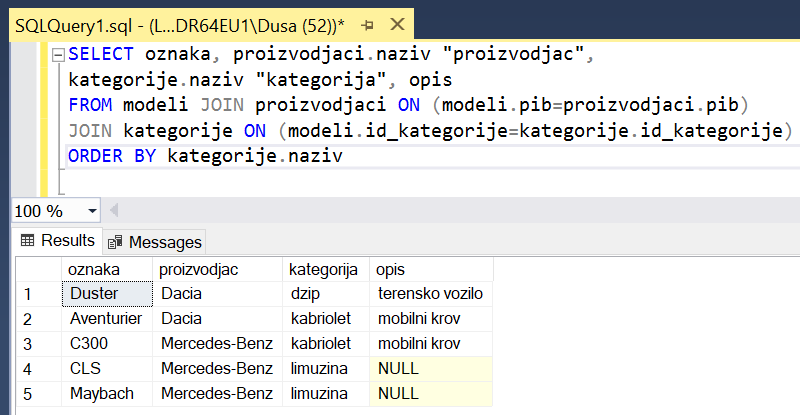 SQLQuery1.sql - (L...DR64EU1\Dusa (52))*
SELECT oznaka, proizvodjaci.naziv "proizvodjac",
kategorije.naziv "kategorija", opis
FROM modeli JOIN proizvodjaci ON (modeli.pib=proizvodjaci.pib)
JOIN kategorije ON (modeli.id_kategorije=kategorije.id_kategorije)
ORDER BY kategorije.naziv
100 %
Results Messages
oznaka proizvodjac kategorija opis
1 Duster Dacia dzip terensko vozilo
2 Aventurier Dacia kabriolet mobilni krov
3 C300 Mercedes-Benz kabriolet mobilni krov
4 CLS Mercedes-Benz limuzina NULL
5 Maybach Mercedes-Benz limuzina NULL